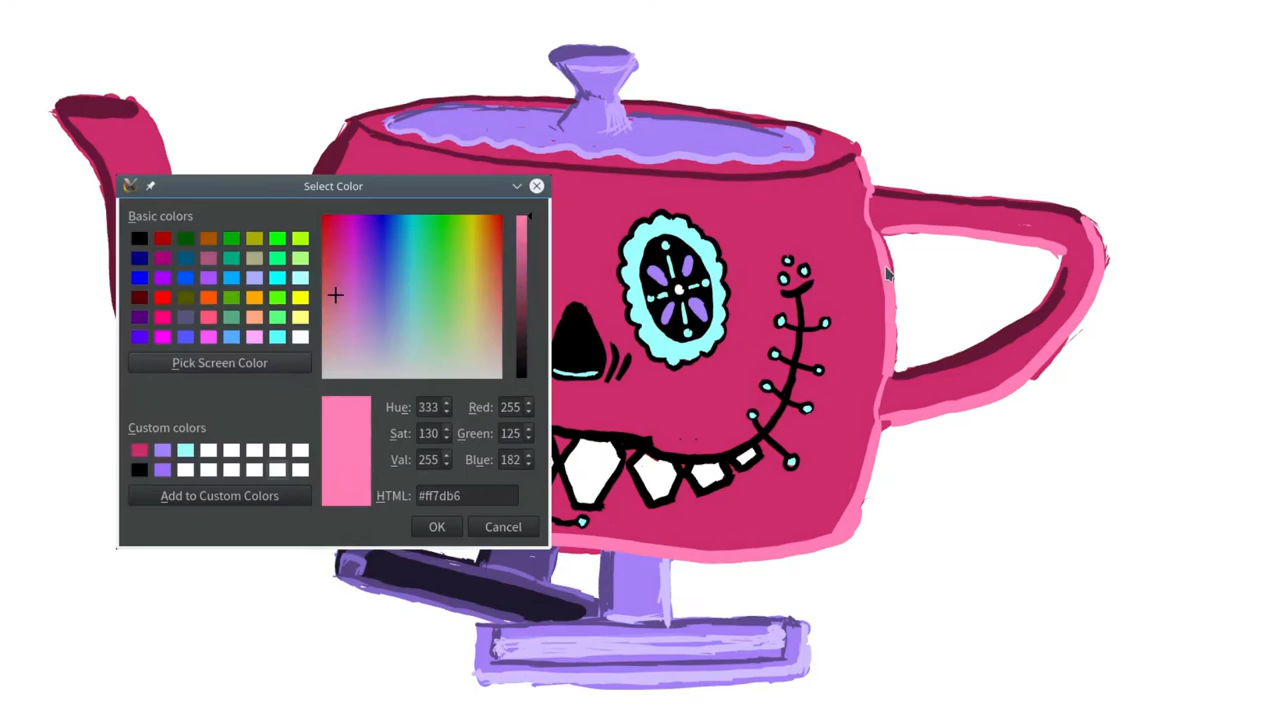 Select Color
Basic colors
Pick Screen Color
Custom colors
Add to Custom Colors
Hue: 333 Red: 255
Sat: 130 Green: 125
Val: 255 Blue: 182
HTML: #ff7db6
OK Cancel